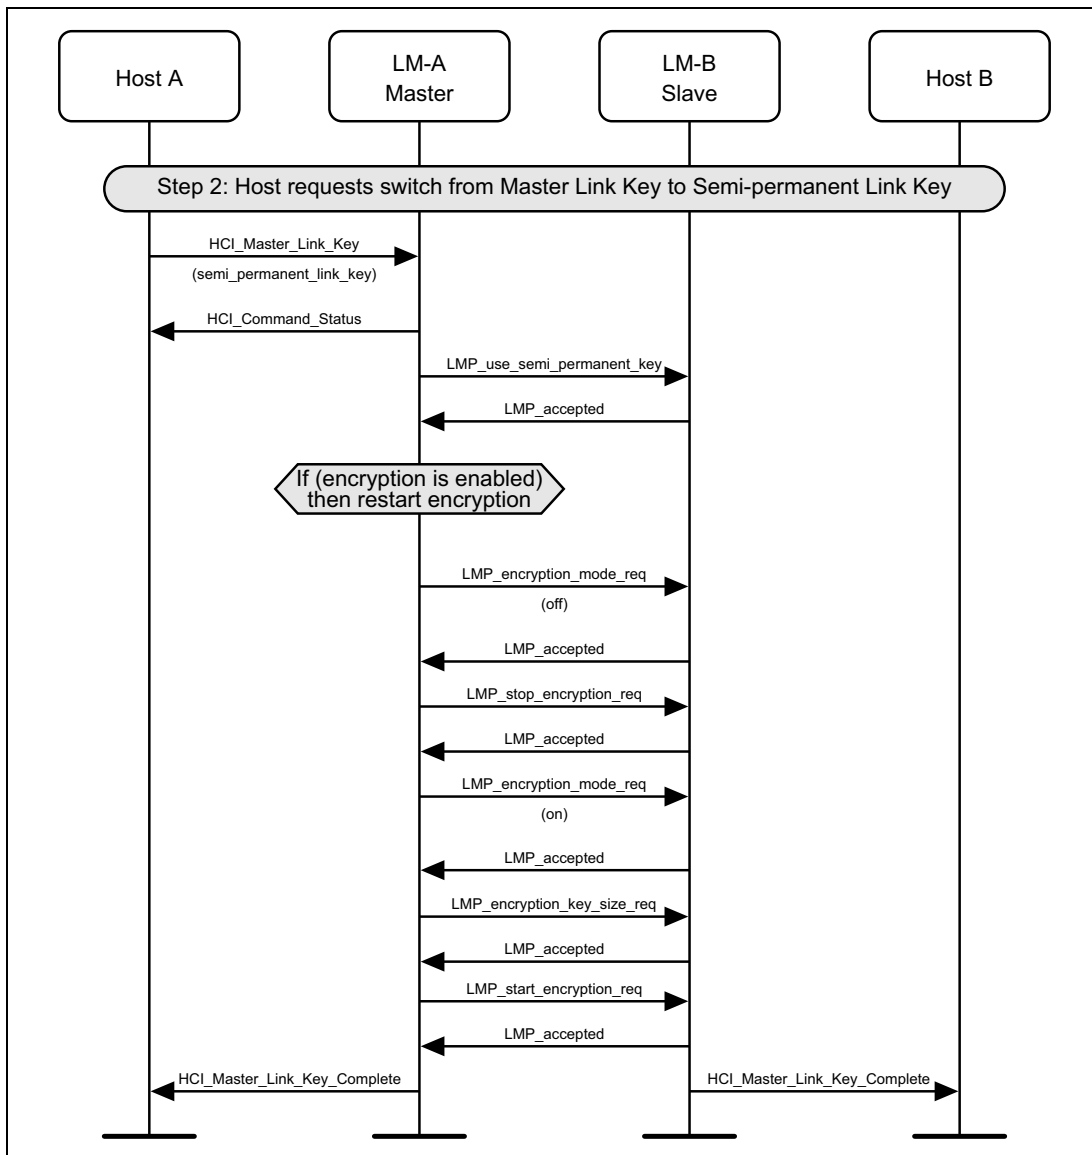 Host A
LM-A
Master
LM-B
Slave
Host B
Step 2: Host requests switch from Master Link Key to Semi-permanent Link Key
HCI_Master_Link_Key
(semi_permanent_link_key)
HCI_Command_Status
LMP_use_semi_permanent_key
LMP_accepted
If (encryption is enabled)
then restart encryption
LMP_encryption_mode_req
(off)
LMP_accepted
LMP_stop_encryption_req
LMP_accepted
LMP_encryption_mode_req
(on)
LMP_accepted
LMP_encryption_key_size_req
LMP_accepted
LMP_start_encryption_req
LMP_accepted
HCI_Master_Link_Key_Complete
HCI_Master_Link_Key_Complete